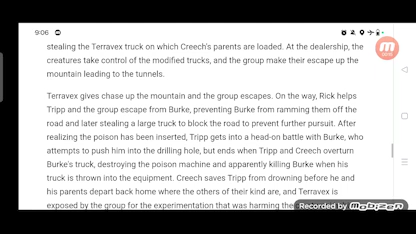 9:06
stealing the Terravex truck on which Creech's parents are loaded. At the dealership, the
creatures take control of the modified trucks, and the group make their escape up the
mountain leading to the tunnels.
Terravex gives chase up the mountain and the group escapes. On the way, Rick helps
Tripp and the group escape from Burke, preventing Burke from ramming them off the
road and later stealing a large truck to block the road to prevent further pursuit. After
realizing the poison has been inserted, Tripp gets into a head-on battle with Burke, who
attempts to push him into the drilling hole, but ends when Tripp and Creech overturn
Burke's truck, destroying the poison machine and apparently killing Burke when his
truck is thrown into the equipment. Creech saves Tripp from drowning before he and
his parents depart back home where the others of their kind are, and Terravex is
exposed by the group for the experimentation that was harming the
Recorded by mobizen